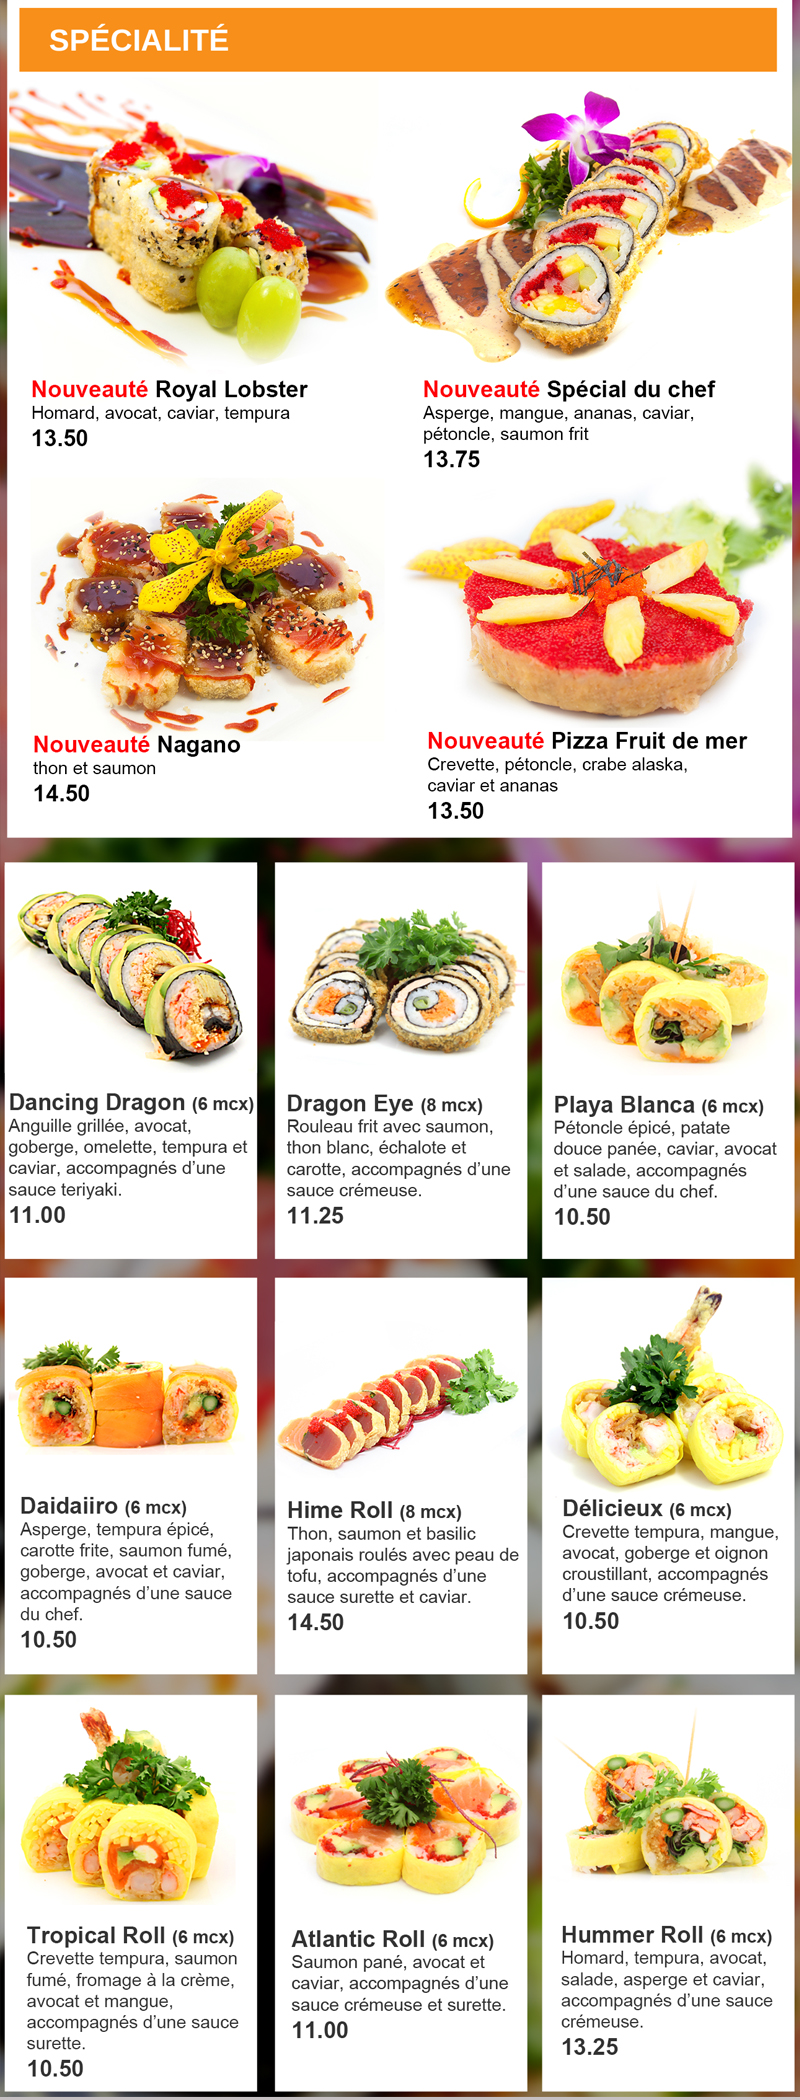 SPÉCIALITÉ
Nouveauté Royal Lobster
Homard, avocat, caviar, tempura
13.50
Nouveauté Spécial du chef
Asperge, mangue, ananas, caviar,
pétoncle, saumon frit
13.75
Nouveauté Nagano
thon et saumon
14.50
Nouveauté Pizza Fruit de mer
Crevette, pétoncle, crabe alaska,
caviar et ananas
13.50
Dancing Dragon (6 mcx)
Anguille grillée, avocat,
goberge, omelette, tempura et
caviar, accompagnés d’une
sauce teriyaki.
11.00
Dragon Eye (8 mcx)
Rouleau frit avec saumon,
thon blanc, échalote et
carotte, accompagnés d’une
sauce crémeuse.
11.25
Playa Blanca (6 mcx)
Pétoncle épicé, patate
douce panée, caviar, avocat
et salade, accompagnés
d’une sauce du chef.
10.50
Daidaiiro (6 mcx)
Asperge, tempura épicé,
carotte frite, saumon fumé,
goberge, avocat et caviar,
accompagnés d’une sauce
du chef.
10.50
Hime Roll (8 mcx)
Thon, saumon et basilic
japonais roulés avec peau de
tofu, accompagnés d’une
sauce surette et caviar.
14.50
Délicieux (6 mcx)
Crevette tempura, mangue,
avocat, goberge et oignon
croustillant, accompagnés
d’une sauce crémeuse.
10.50
Tropical Roll (6 mcx)
Crevette tempura, saumon
fumé, fromage à la crème,
avocat et mangue,
accompagnés d’une sauce
surette.
10.50
Atlantic Roll (6 mcx)
Saumon pané, avocat et
caviar, accompagnés d’une
sauce crémeuse et surette.
11.00
Hummer Roll (6 mcx)
Homard, tempura, avocat,
salade, asperge et caviar,
accompagnés d’une sauce
crémeuse.
13.25